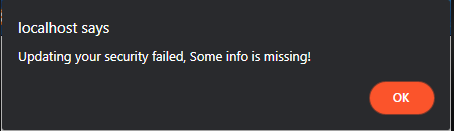 localhost says
Updating your security failed, Some info is missing!
OK